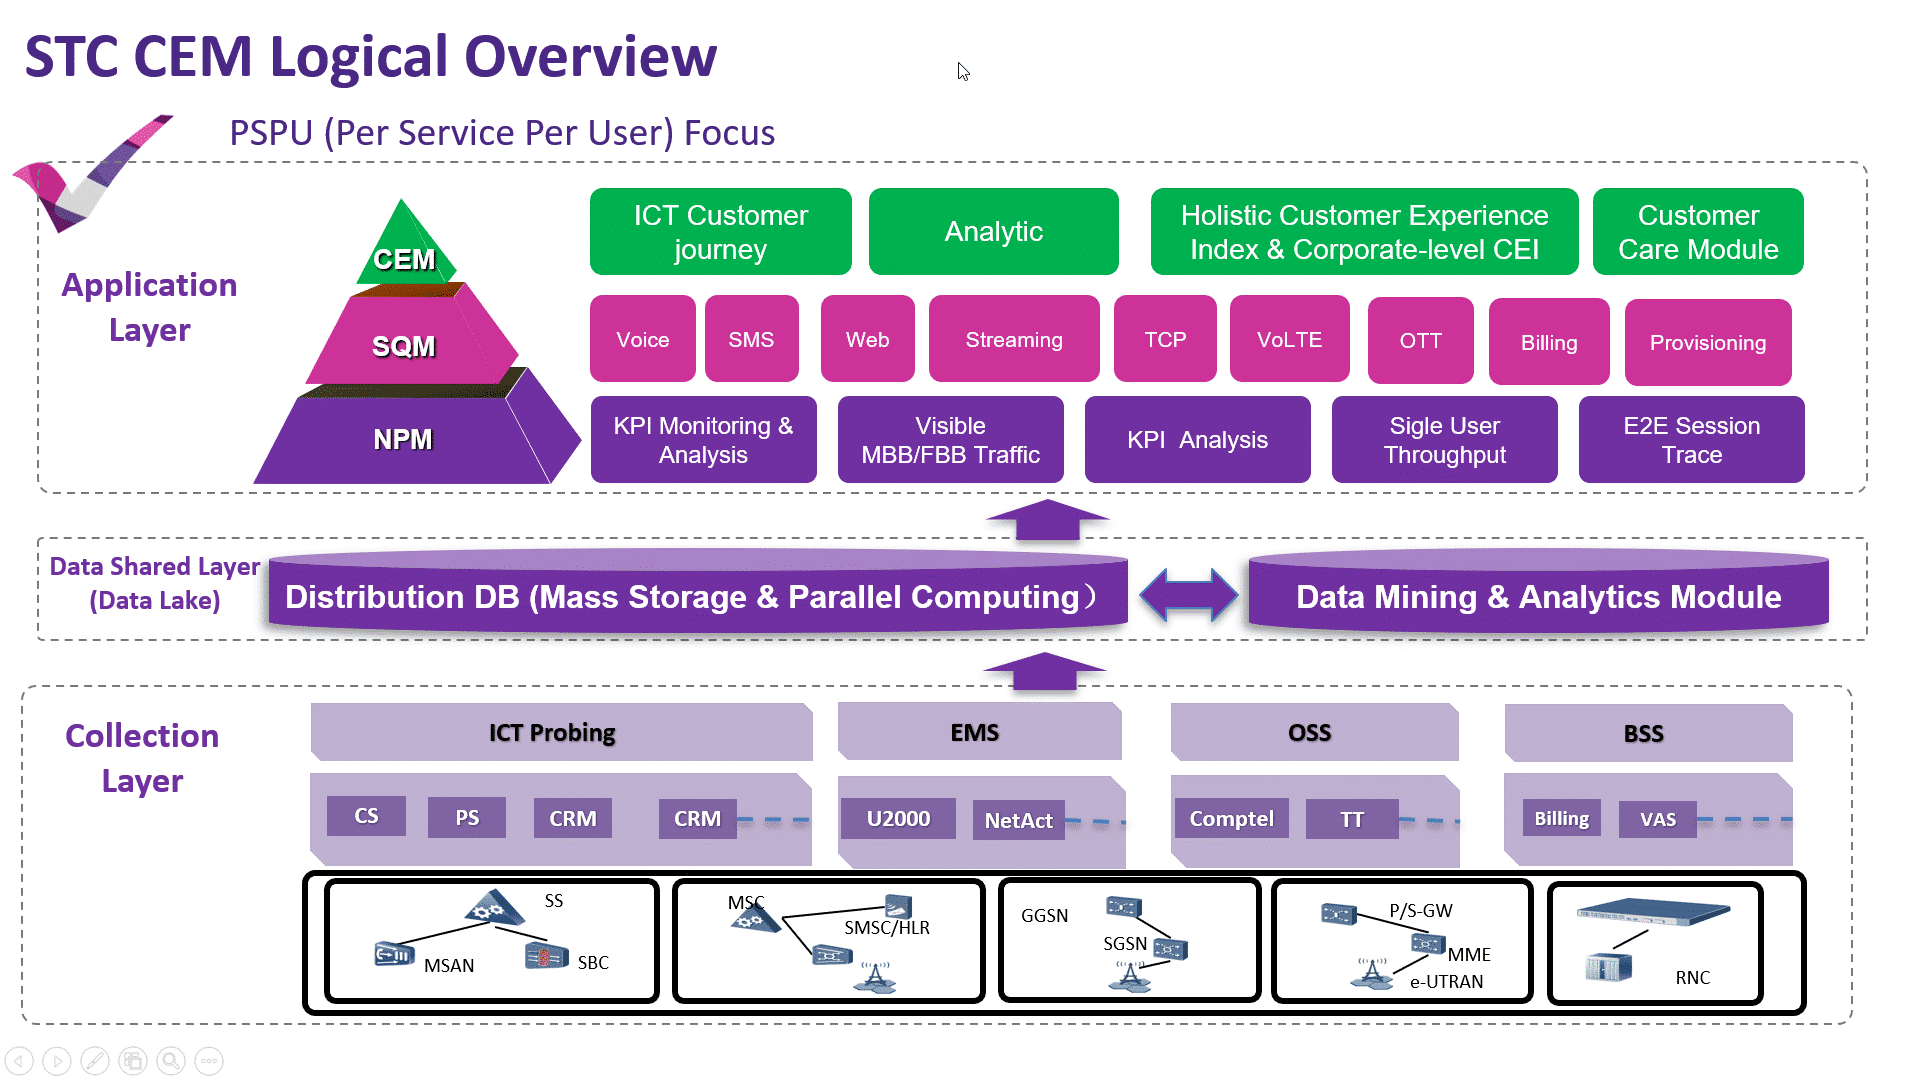 STC CEM Logical Overview
PSPU (Per Service Per User) Focus
Application
Layer
CEM
SQM
NPM
ICT Customer
journey
Analytic
Holistic Customer Experience
Index & Corporate-level CEI
Customer
Care Module
Voice
SMS
Web
Streaming
TCP
VoLTE
OTT
Billing
Provisioning
KPI Monitoring &
Analysis
Visible
MBB/FBB Traffic
KPI  Analysis
Sigle User
Throughput
E2E Session
Trace
Data Shared Layer
(Data Lake)
Distribution DB (Mass Storage & Parallel Computing）
Data Mining & Analytics Module
Collection
Layer
ICT Probing
EMS
OSS
BSS
CS
PS
CRM
CRM
U2000
NetAct
Comptel
TT
Billing
VAS
SS
MSAN
SBC
MSC
SMSC/HLR
GGSN
SGSN
P/S-GW
MME
e-UTRAN
RNC